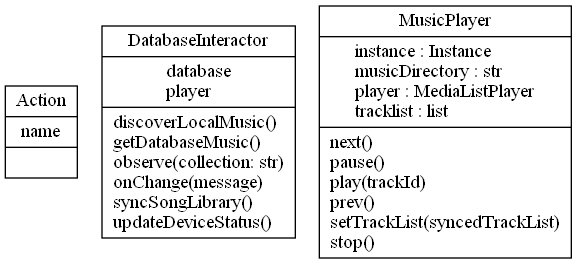 Action
name
DatabaseInteractor
database
player
discoverLocalMusic()
getDatabaseMusic()
observe(collection: str)
onChange(message)
syncSongLibrary()
updateDeviceStatus()
MusicPlayer
instance : Instance
musicDirectory : str
player : MediaListPlayer
tracklist : list
next()
pause()
play(trackId)
prev()
setTrackList(syncedTrackList)
stop()